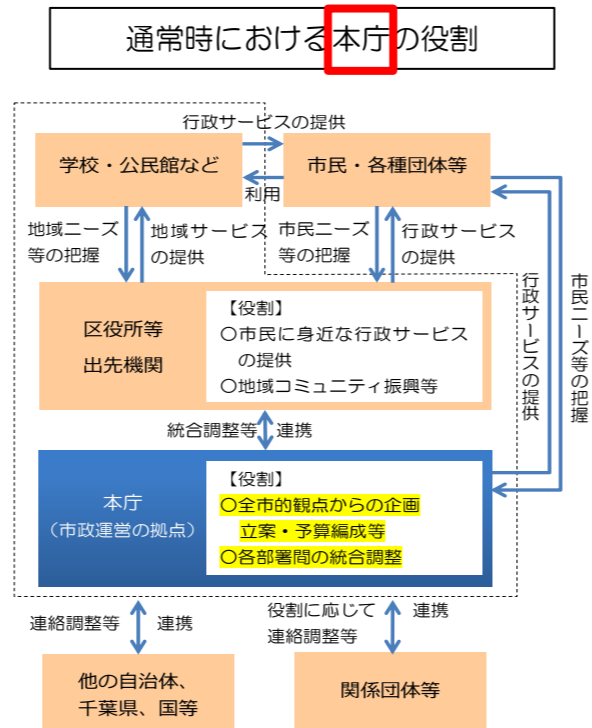 通常時における本庁の役割
行政サービスの提供
学校・公民館など
市民・各種団体等
利用
地域ニーズ
等の把握
地域サービス
の提供
市民ニーズ
等の把握
行政サービス
の提供
区役所等
出先機関
【役割】
○市民に身近な行政サービス
の提供
○地域コミュニティ振興等
行政サービスの提供
市民ニーズ等の把握
統合調整等
連携
本庁
（市政運営の拠点）
【役割】
○全市的観点からの企画
立案・予算編成等
○各部署間の統合調整
連絡調整等
連携
役割に応じて
連絡調整等
連携
他の自治体、
千葉県、国等
関係団体等